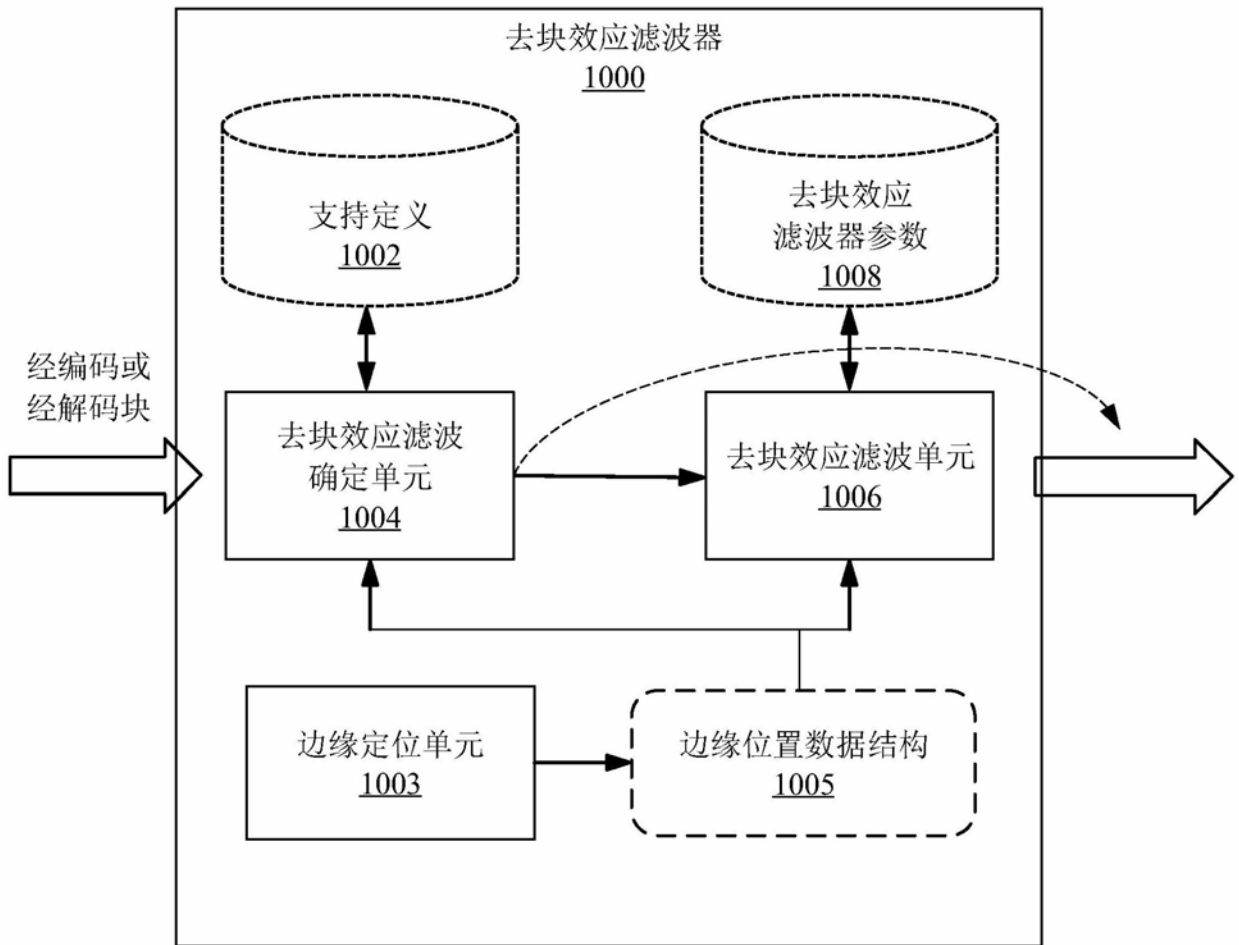 去块效应滤波器
1000
支持定义
1002
去块效应
滤波器参数
1008
经编码或
经解码块
去块效应滤波
确定单元
1004
去块效应滤波单元
1006
边缘定位单元
1003
边缘位置数据结构
1005